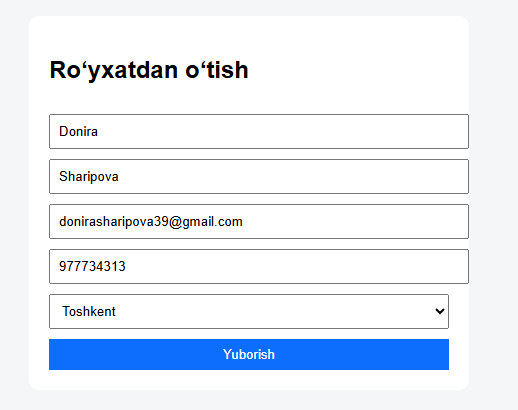 Ro‘yxatdan o‘tish
Donira
Sharipova
donirasharipova39@gmail.com
977734313
Toshkent
Yuborish